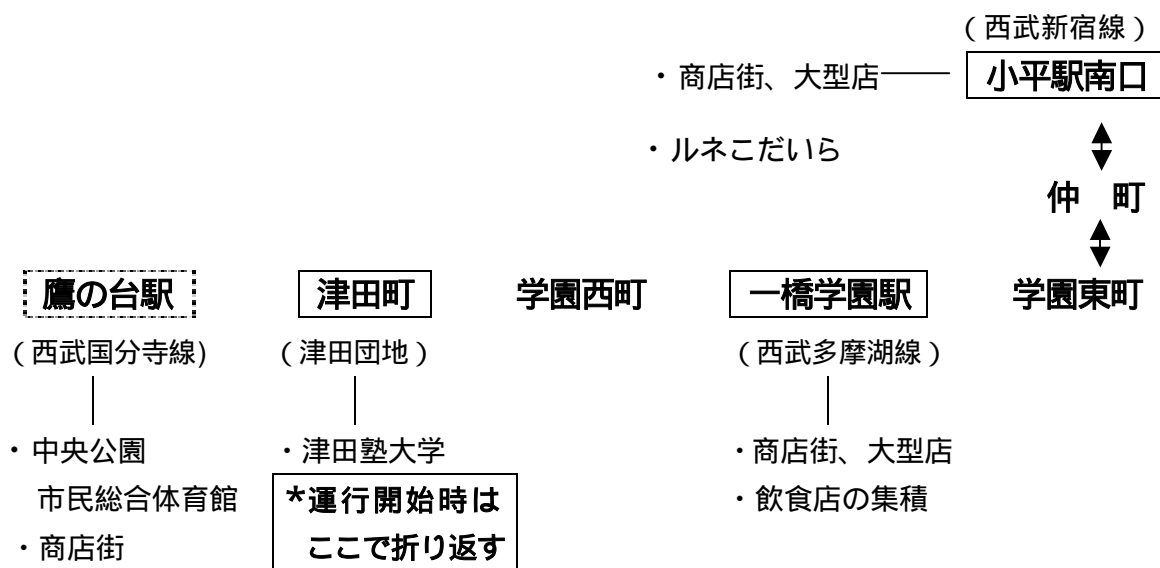 （西武新宿線）
・商店街、大型店 小平駅南口
・ルネこだいら
仲　町
鷹の台駅 津田町 学園西町 一橋学園駅 学園東町
（西武国分寺線) （津田団地） （西武多摩湖線）
・中央公園 ・津田塾大学 ・商店街、大型店
市民総合体育館 *運行開始時は ・飲食店の集積
・商店街 ここで折り返す